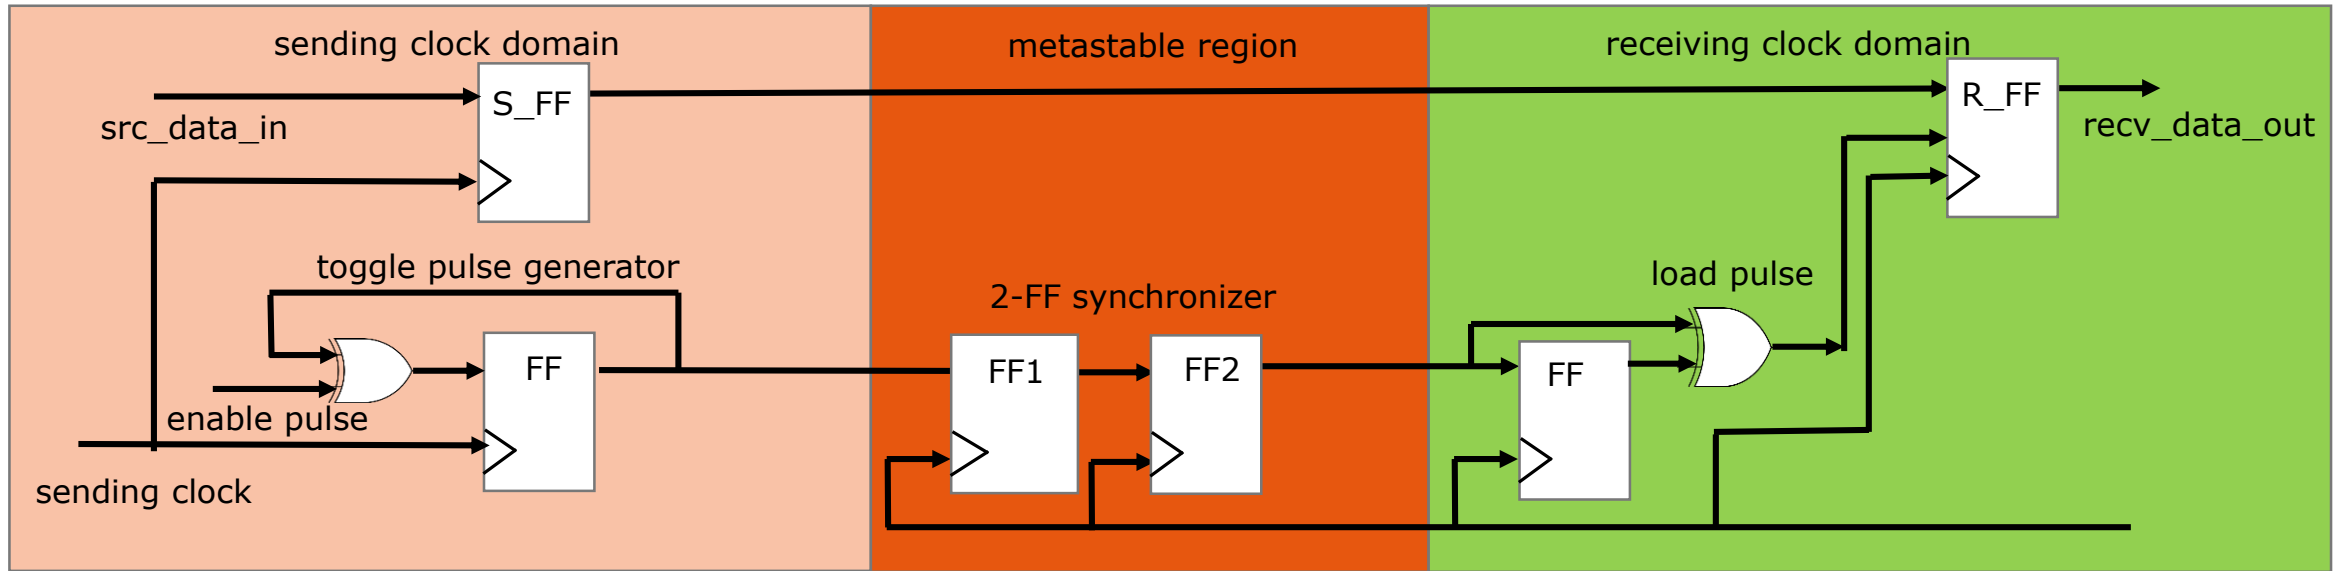 sending clock domain
metastable region
receiving clock domain
S_FF
R_FF
src_data_in
recv_data_out
toggle pulse generator
load pulse
2-FF synchronizer
FF
FF1
FF2
FF
enable pulse
sending clock